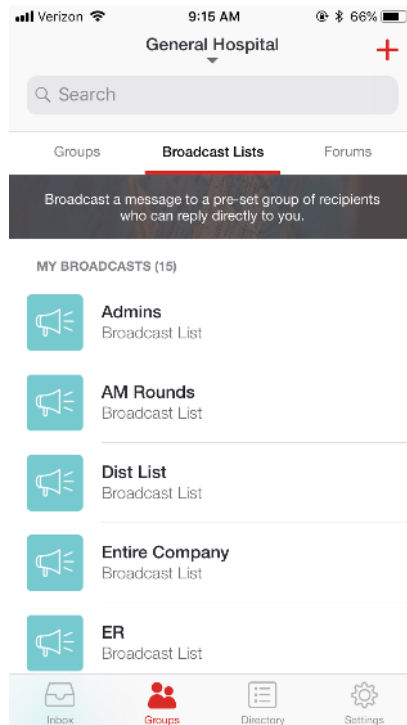 Verizon 9:15 AM 66%
General Hospital
Search
Groups Broadcast Lists Forums
Broadcast a message to a pre-set group of recipients
who can reply directly to you.
MY BROADCASTS (15)
Admins
Broadcast List
AM Rounds
Broadcast List
Dist List
Broadcast List
Entire Company
Broadcast List
ER
Broadcast List
Inbox Groups Directory Settings